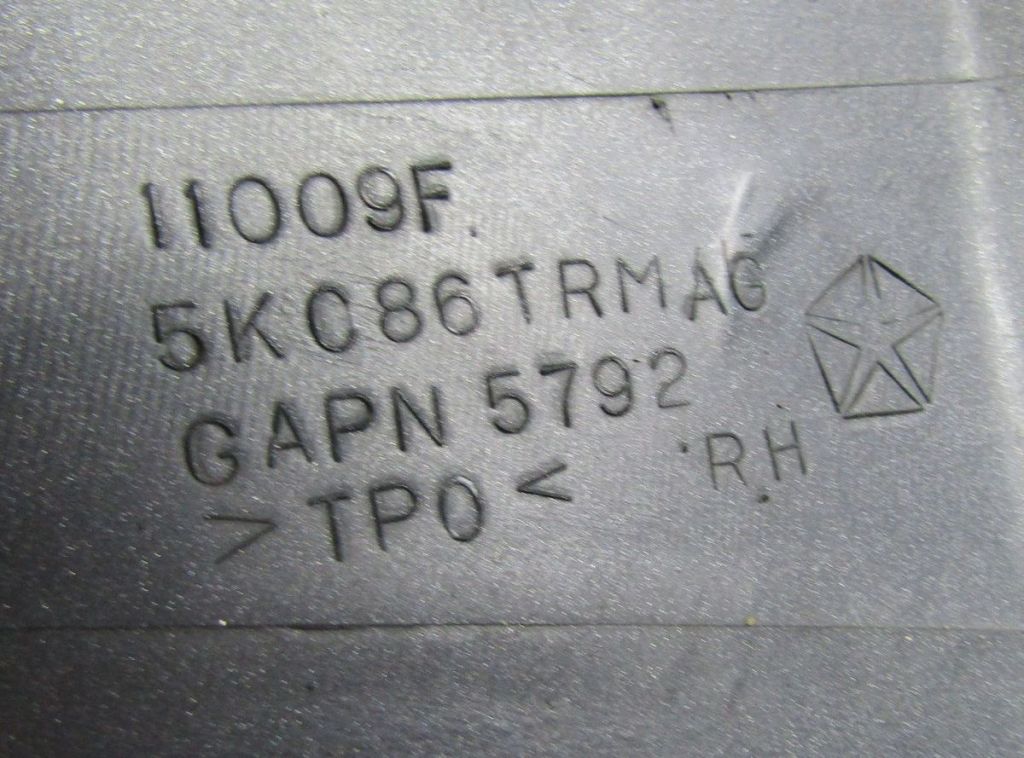 11009F
5KC86TRMAG
GAPN 5792
>TPO< RH